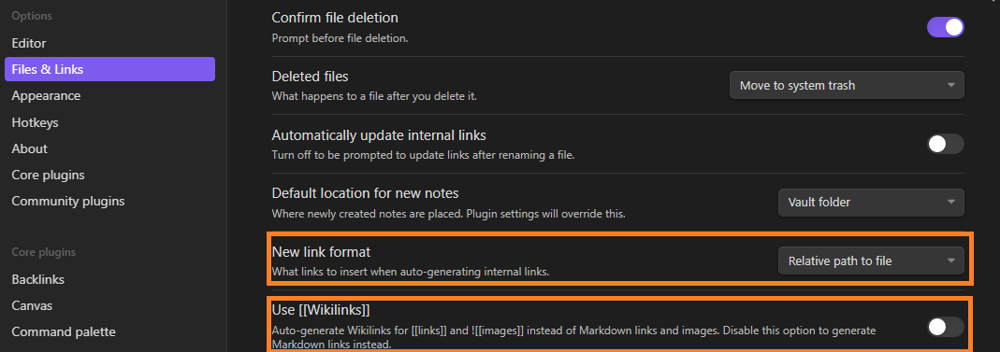 Options
Editor
Files & Links
Appearance
Hotkeys
About
Core plugins
Community plugins
Core plugins
Backlinks
Canvas
Command palette
Confirm file deletion
Prompt before file deletion.
Deleted files
What happens to a file after you delete it.
Move to system trash
Automatically update internal links
Turn off to be prompted to update links after renaming a file.
Default location for new notes
Where newly created notes are placed. Plugin settings will override this.
Vault folder
New link format
What links to insert when auto-generating internal links.
Relative path to file
Use [[Wikilinks]]
Auto-generate Wikilinks for [[links]] and ![[images]] instead of Markdown links and images. Disable this option to generate
Markdown links instead.